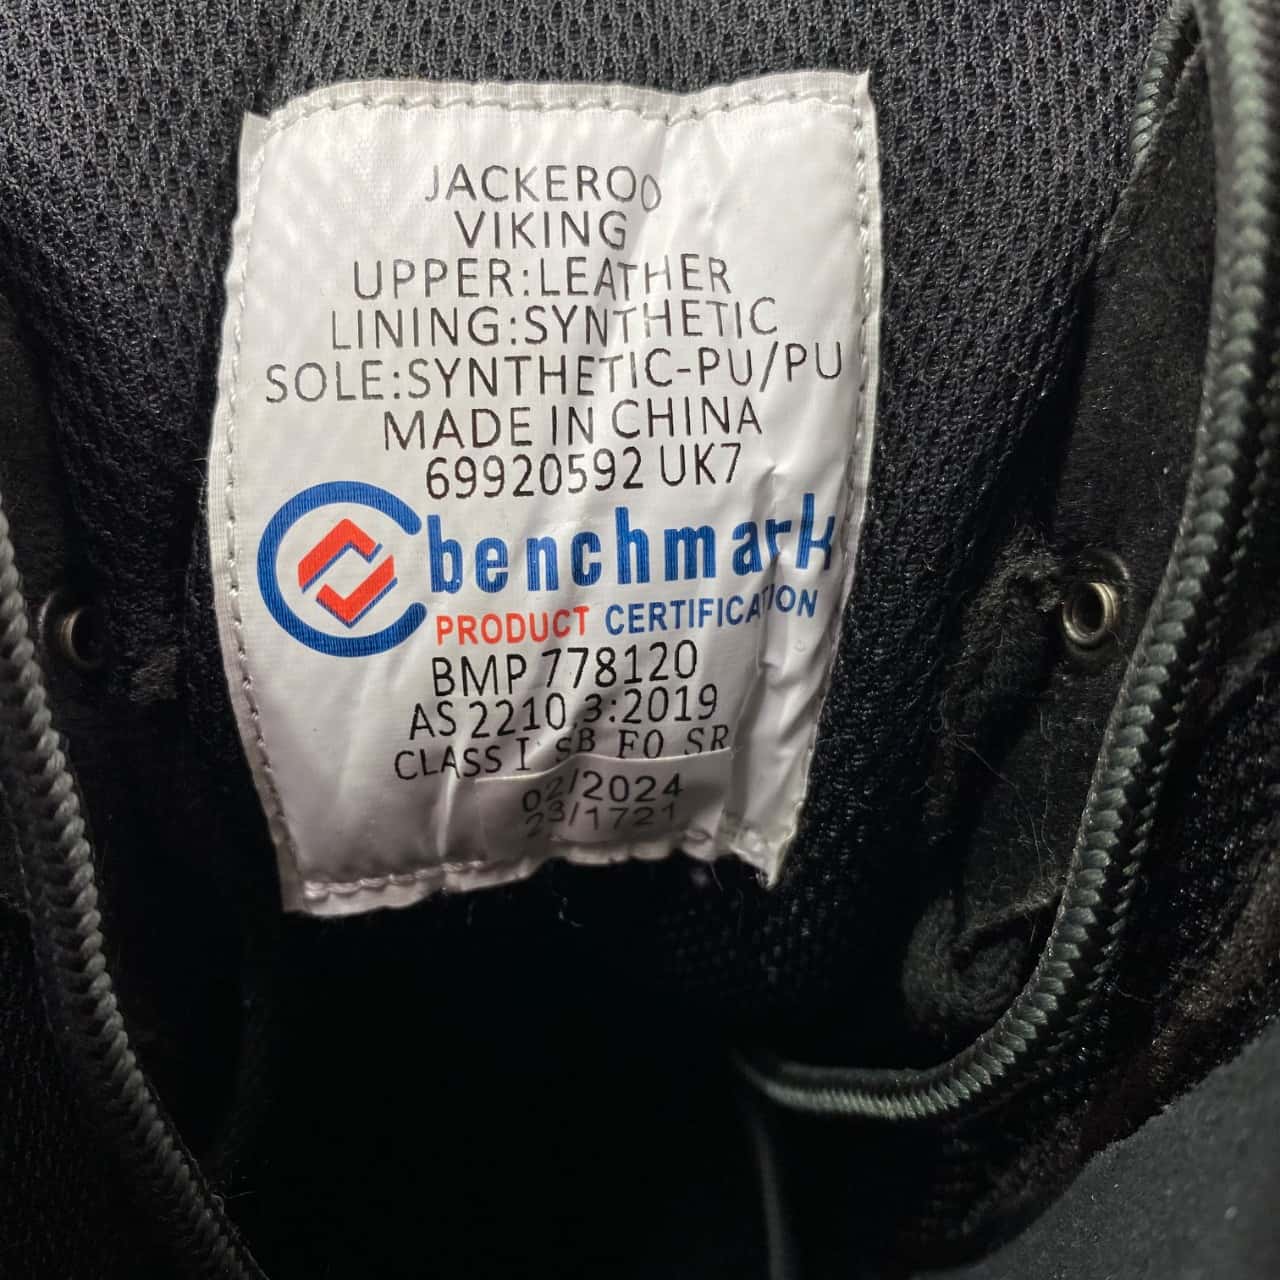 JACKEROO
VIKING
UPPER:LEATHER
LINING:SYNTHETIC
SOLE:SYNTHETIC-PU/PU
MADE IN CHINA
69920592 UK7
benchmark
PRODUCT CERTIFICATION
BMP 778120
AS 2210.3:2019
CLASS I SB FO SR
02/2024
23/1721